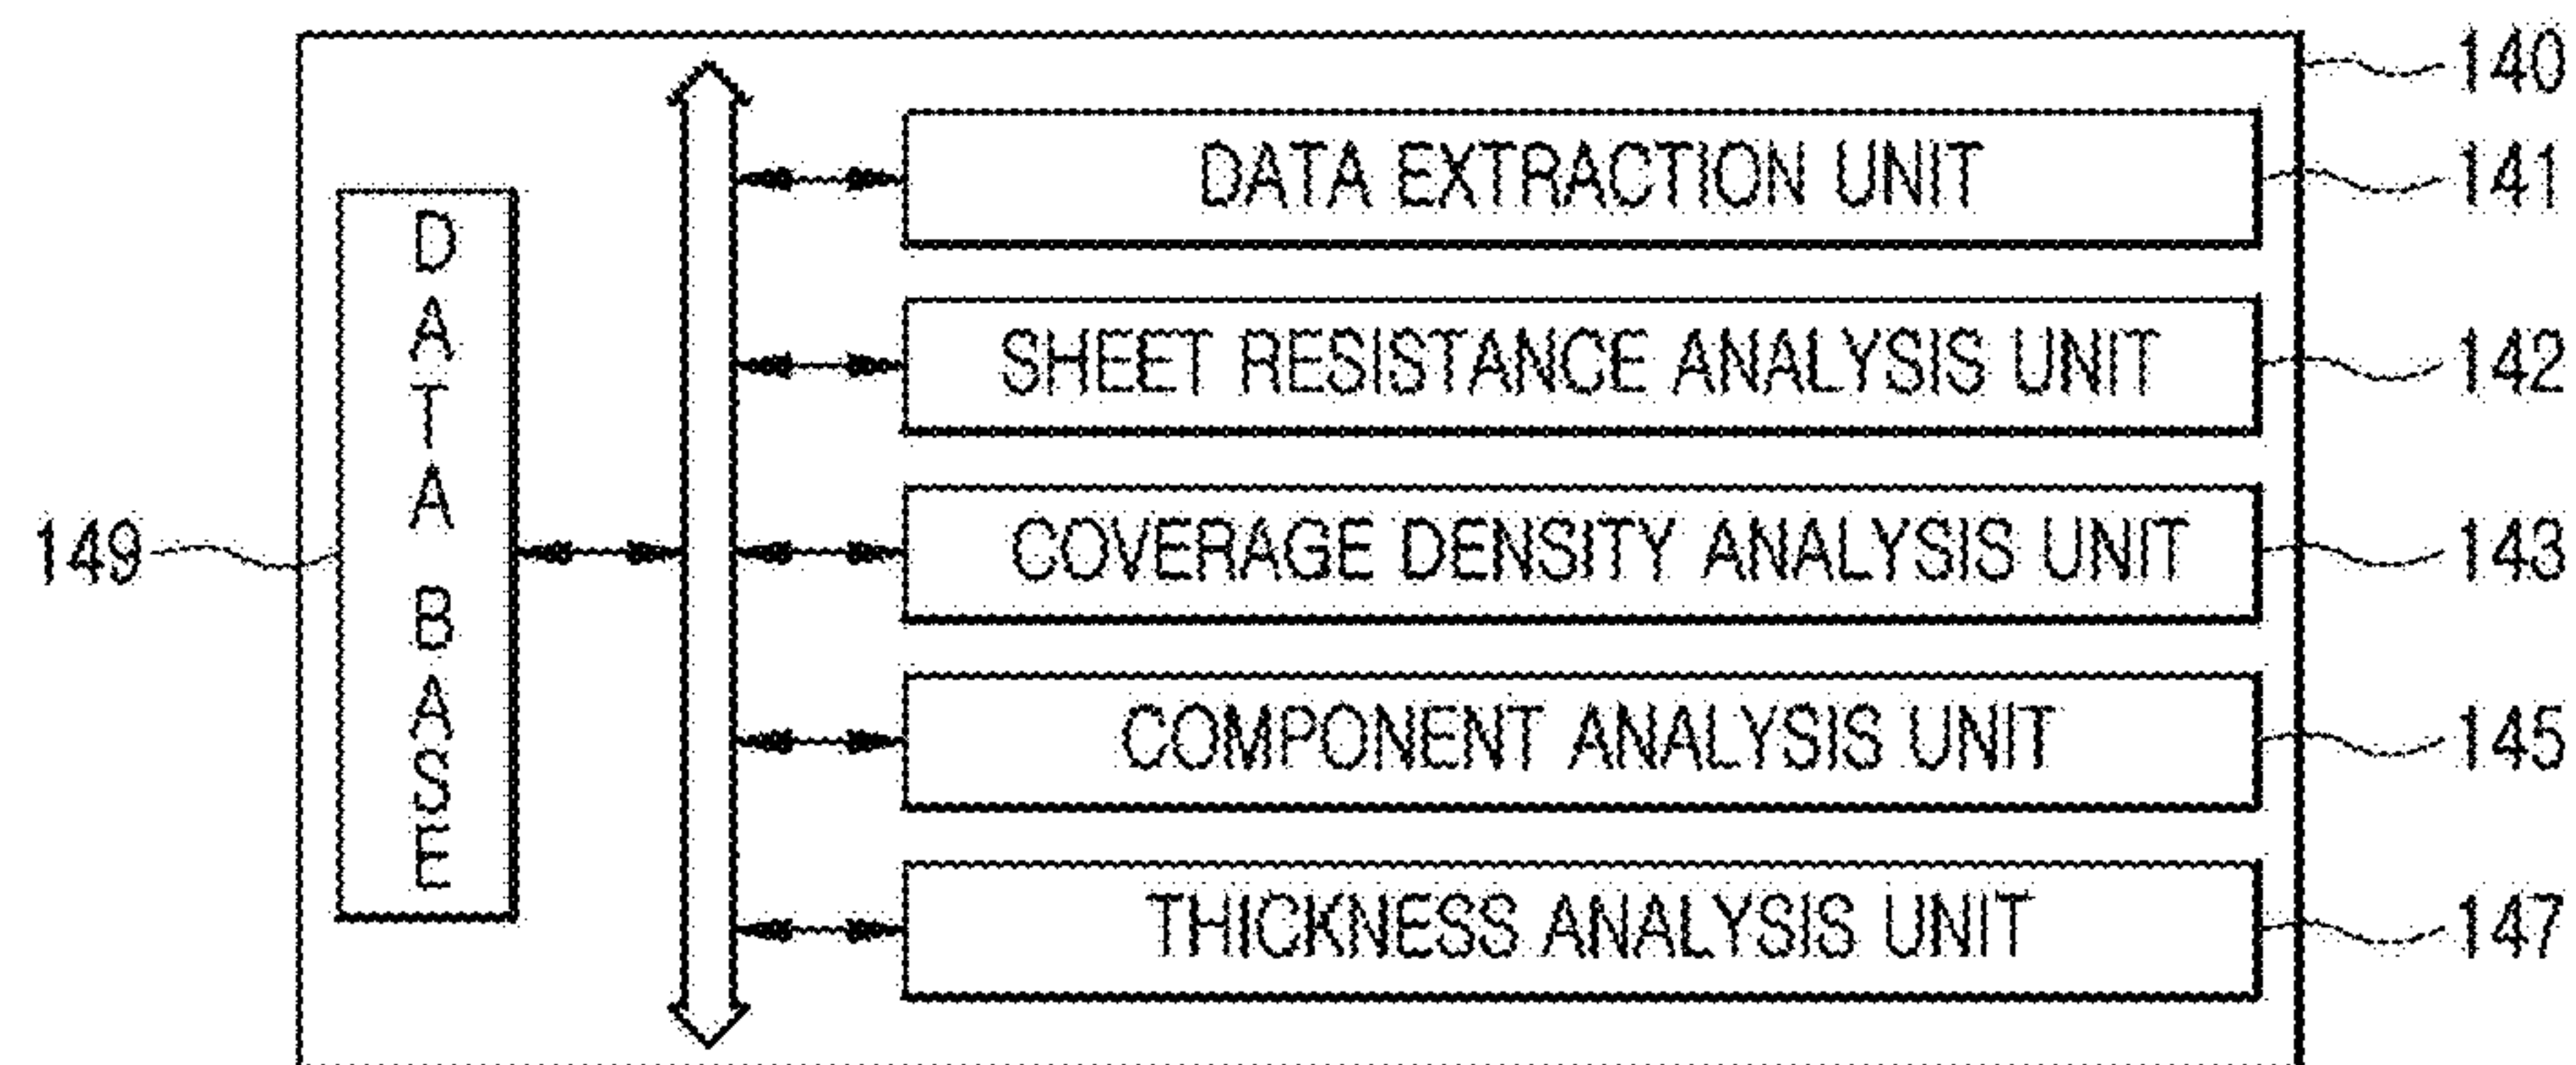 140
DATA EXTRACTION UNIT 141
SHEET RESISTANCE ANALYSIS UNIT 142
149 DATA BASE
COVERAGE DENSITY ANALYSIS UNIT 143
COMPONENT ANALYSIS UNIT 145
THICKNESS ANALYSIS UNIT 147